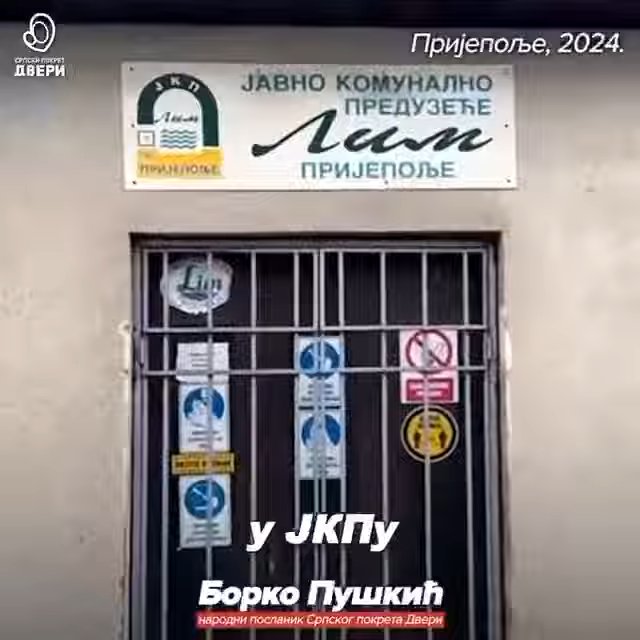 СРПСКИ ПОКРЕТ
ДВЕРИ
Пријепоље, 2024.
ЈКП
Лим
ПРИЈЕПОЉЕ
ЈАВНО КОМУНАЛНО
ПРЕДУЗЕЋЕ
Лим
ПРИЈЕПОЉЕ
Lim
у ЈКПу
Борко Пушкић
народни посланик Српског покрета Двери